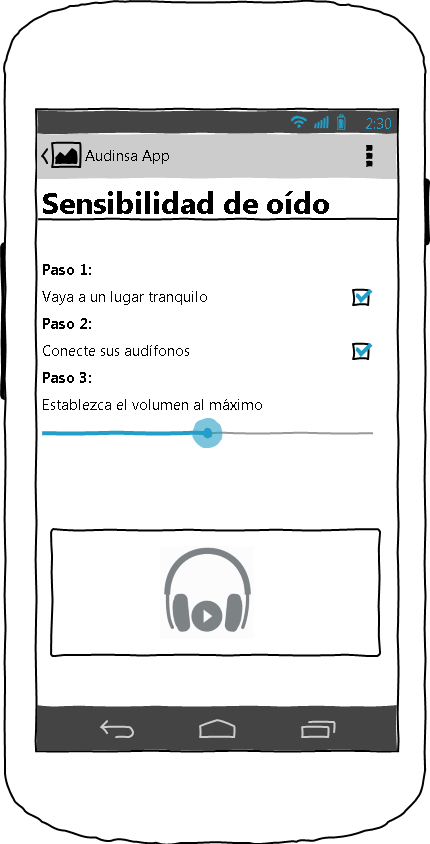 2:30
Audinsa App
Sensibilidad de oído
Paso 1:
Vaya a un lugar tranquilo
Paso 2:
Conecte sus audífonos
Paso 3:
Establezca el volumen al máximo